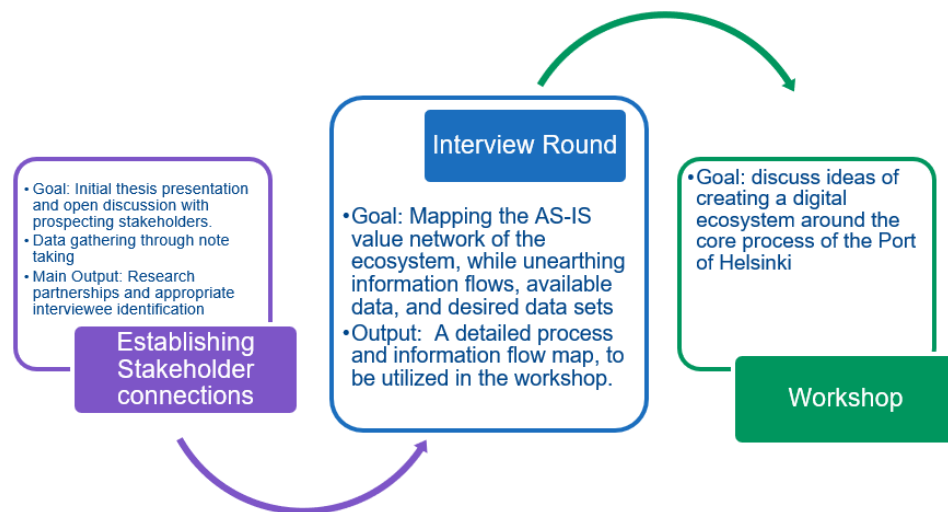 • Goal: Initial thesis presentation
and open discussion with
prospecting stakeholders.
• Data gathering through note
taking
• Main Output: Research
partnerships and appropriate
interviewee identification
Establishing
Stakeholder
connections
Interview Round
•Goal: Mapping the AS-IS
value network of the
ecosystem, while unearthing
information flows, available
data, and desired data sets
•Output:  A detailed process
and information flow map, to
be utilized in the workshop.
•Goal: discuss ideas of
creating a digital
ecosystem around the
core process of the Port
of Helsinki
Workshop